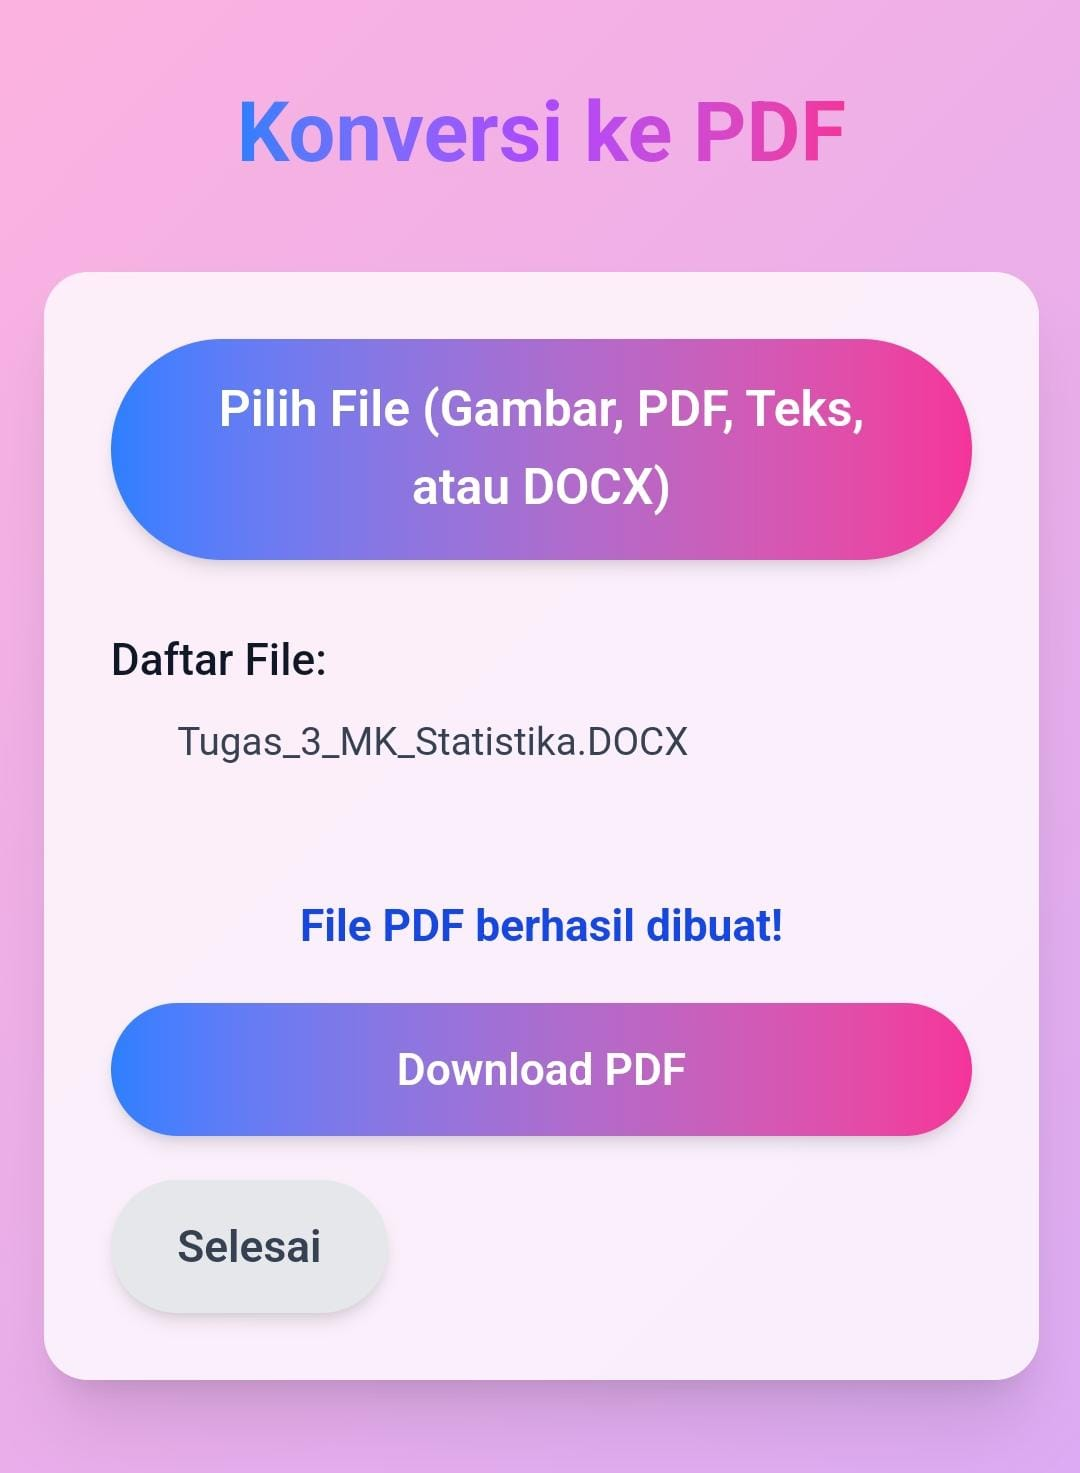 Konversi ke PDF
Pilih File (Gambar, PDF, Teks,
atau DOCX)
Daftar File:
Tugas_3_MK_Statistika.DOCX
File PDF berhasil dibuat!
Download PDF
Selesai